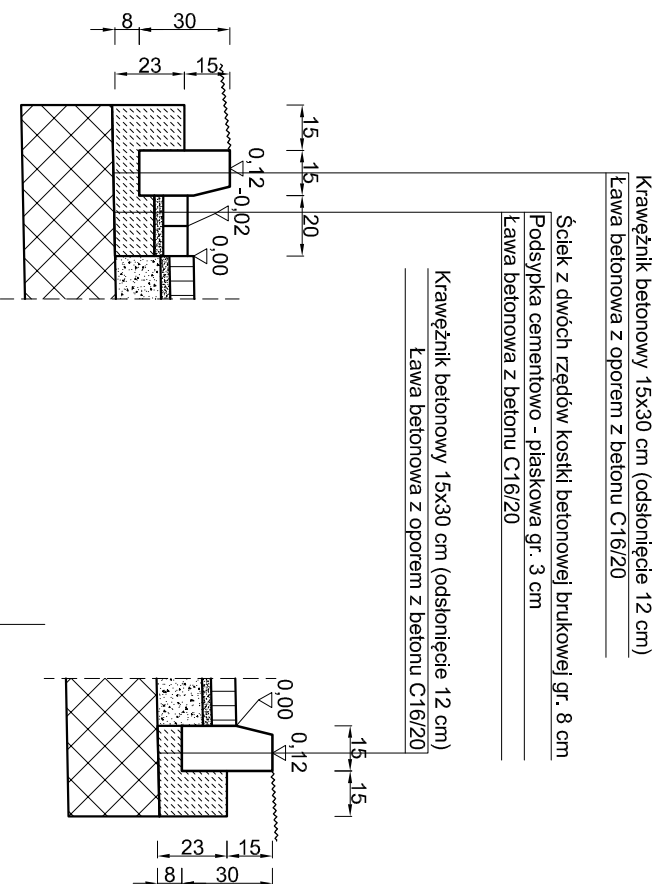 Krawężnik betonowy 15x30 cm (odsłonięcie 12 cm)
Ława betonowa z oporem z betonu C16/20
Ściek z dwóch rzędów kostki betonowej brukowej gr. 8 cm
Podsypka cementowo - piaskowa gr. 3 cm
Ława betonowa z betonu C16/20
Krawężnik betonowy 15x30 cm (odsłonięcie 12 cm)
Ława betonowa z oporem z betonu C16/20
8 30
23 15
15 15 20
0,12
-0,02
0,00
0,00
0,12
15 15
23 15
8 30